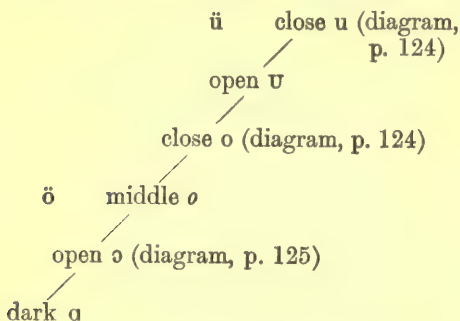 ü close u (diagram,
p. 124)
open ᴜ
close o (diagram, p. 124)
ö middle o
open ɔ (diagram, p. 125)
dark ɑ